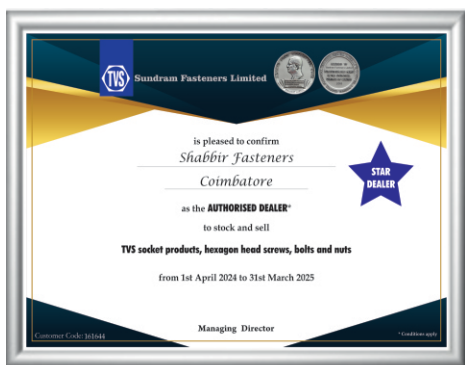 TVS
Sundram Fasteners Limited
is pleased to confirm
Shabbir Fasteners
Coimbatore
as the AUTHORISED DEALER*
to stock and sell
TVS socket products, hexagon head screws, bolts and nuts
from 1st April 2024 to 31st March 2025
STAR
DEALER
Managing Director
Customer Code: 161644
* Conditions apply